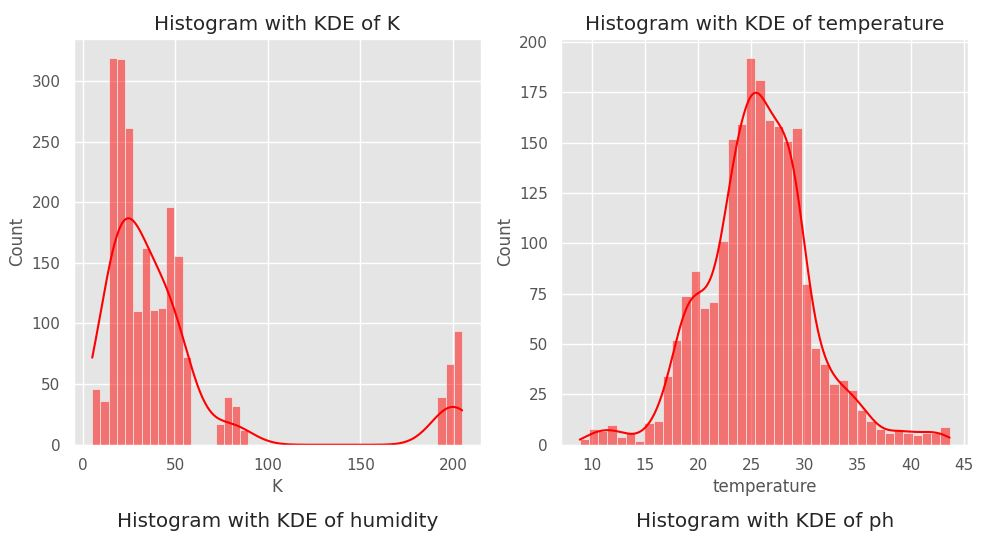 Histogram with KDE of K
Histogram with KDE of temperature
300
250
200
150
100
50
0
Count
0 50 100 150 200
K
200
175
150
125
100
75
50
25
0
Count
10 15 20 25 30 35 40 45
temperature
Histogram with KDE of humidity
Histogram with KDE of ph